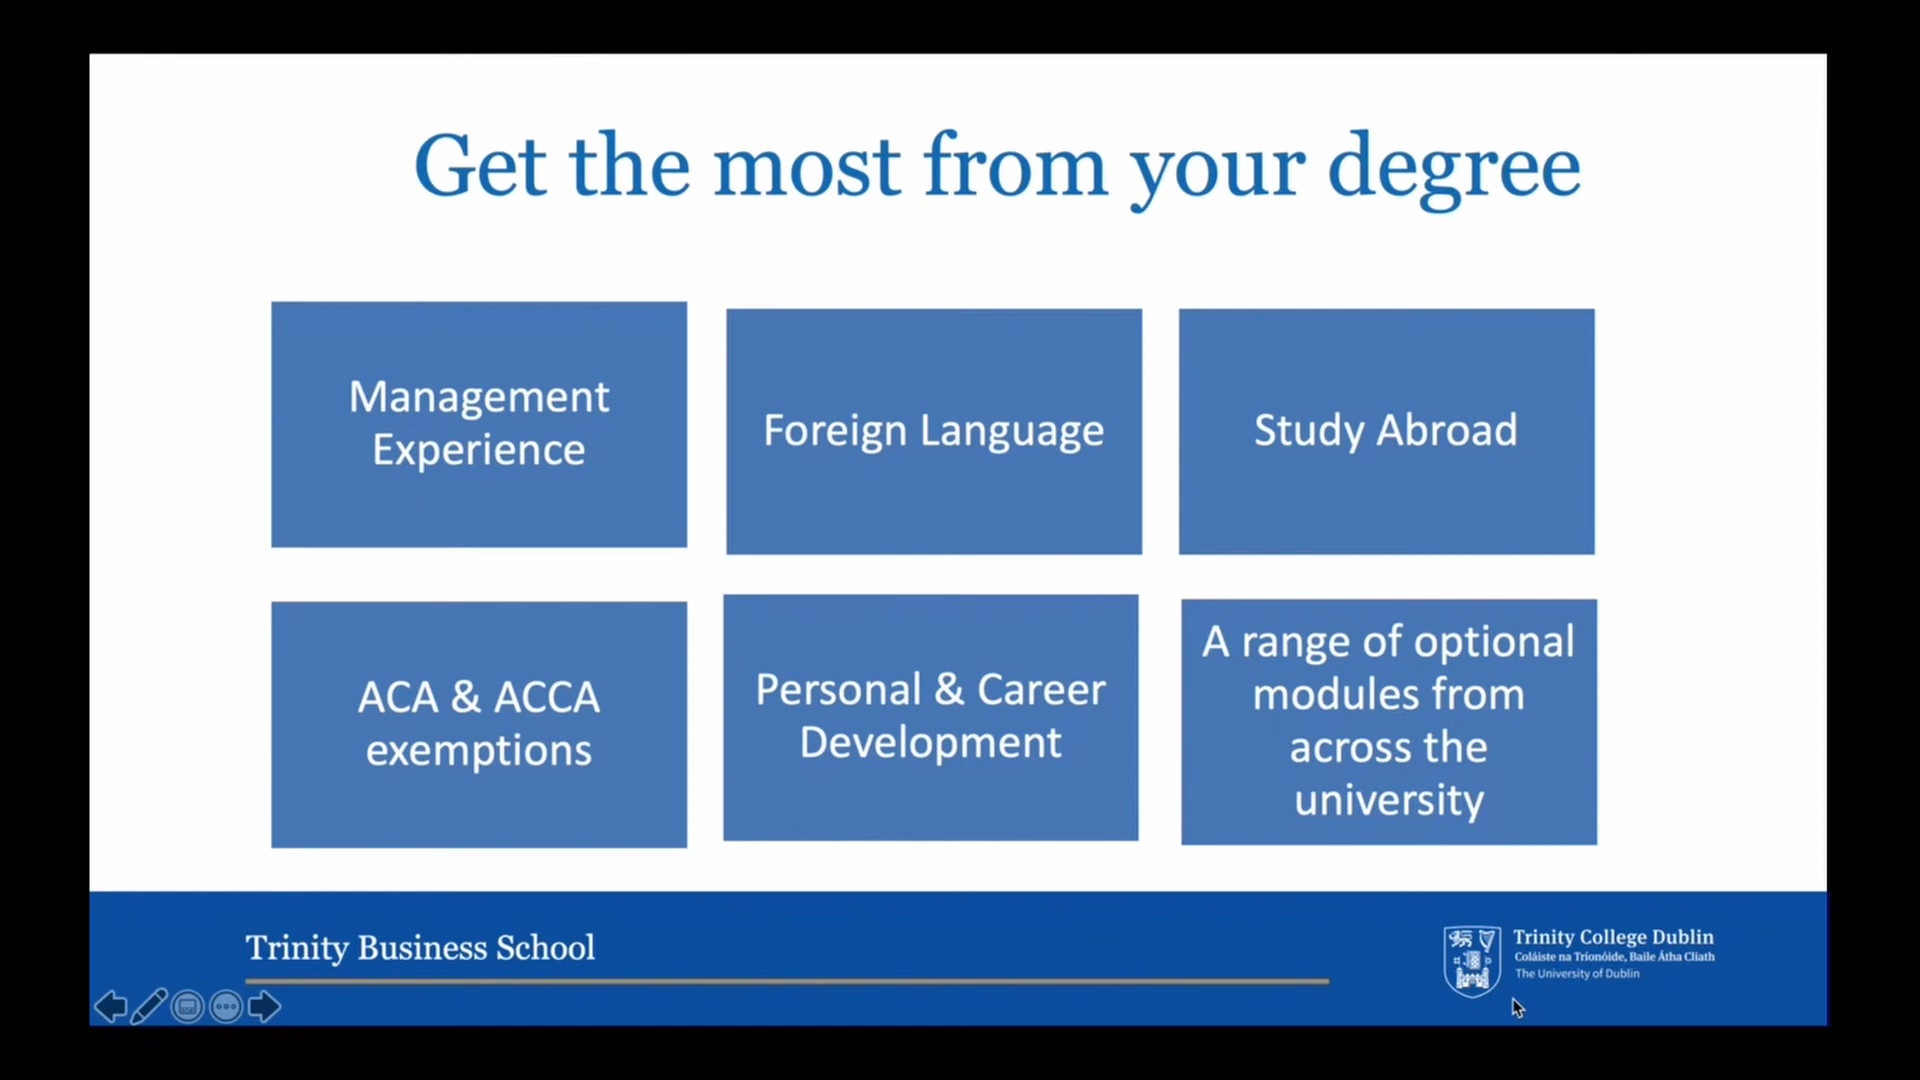 Get the most from your degree
Management
Experience
Foreign Language
Study Abroad
ACA & ACCA
exemptions
Personal & Career
Development
A range of optional
modules from
across the
university
Trinity Business School
Trinity College Dublin
Coláiste na Tríonóide, Baile Átha Cliath
The University of Dublin